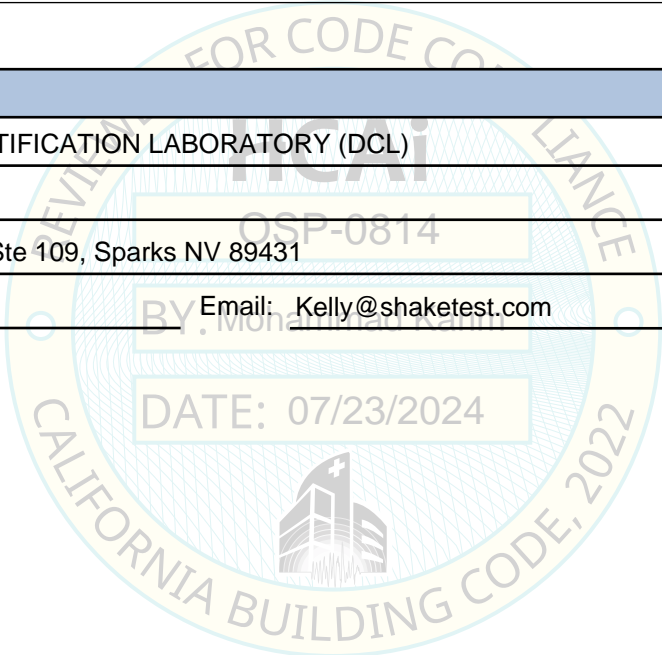 REVIEWED FOR CODE COMPLIANCE
TIFICATION LABORATORY (DCL)
HCAi
OSP-0814
Ste 109, Sparks NV 89431
Email: Kelly@shaketest.com
BY: Mohammad Karim
DATE: 07/23/2024
CALIFORNIA BUILDING CODE, 2022